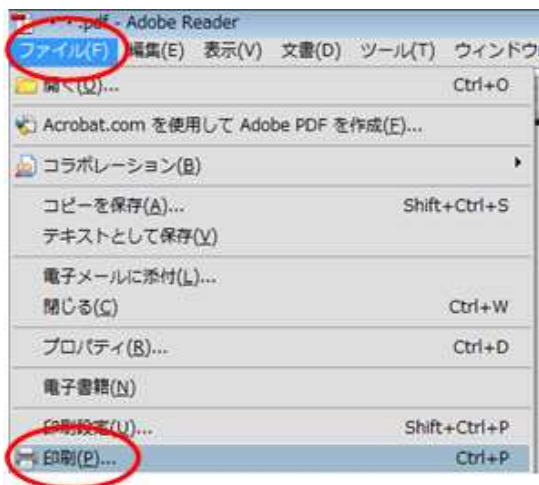 .pdf - Adobe Reader
ファイル(F) 編集(E) 表示(V) 文書(D) ツール(T) ウィンドウ
開く(O)... Ctrl+O
Acrobat.com を使用して Adobe PDF を作成(F)...
コラボレーション(B)
コピーを保存(A)... Shift+Ctrl+S
テキストとして保存(V)
電子メールに添付(L)...
閉じる(C) Ctrl+W
プロパティ(R)... Ctrl+D
電子書籍(N)
印刷設定(U)... Shift+Ctrl+P
印刷(P)... Ctrl+P